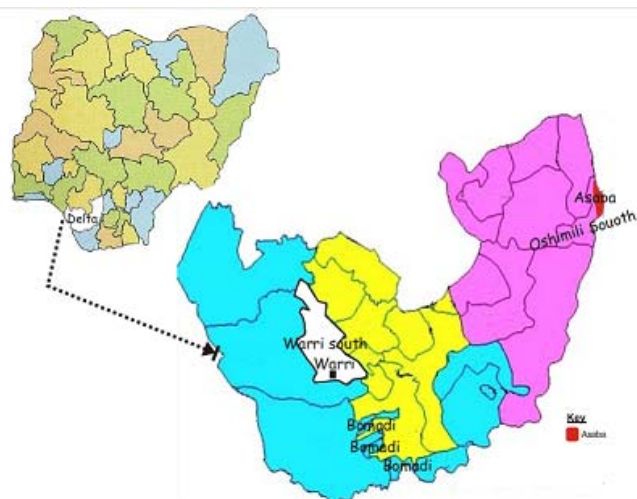 Delta
Asaba
Oshimili Souoth
Warri south
Warri
Bomadi
Bomadi
Bomadi
Key
Asaba